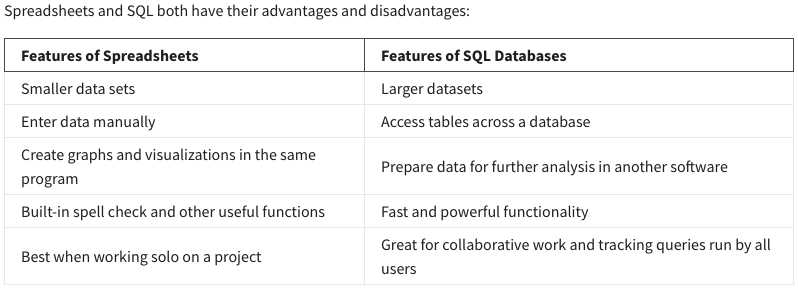 Spreadsheets and SQL both have their advantages and disadvantages:
Features of Spreadsheets
Features of SQL Databases
Smaller data sets
Larger datasets
Enter data manually
Access tables across a database
Create graphs and visualizations in the same
program
Prepare data for further analysis in another software
Built-in spell check and other useful functions
Fast and powerful functionality
Best when working solo on a project
Great for collaborative work and tracking queries run by all
users